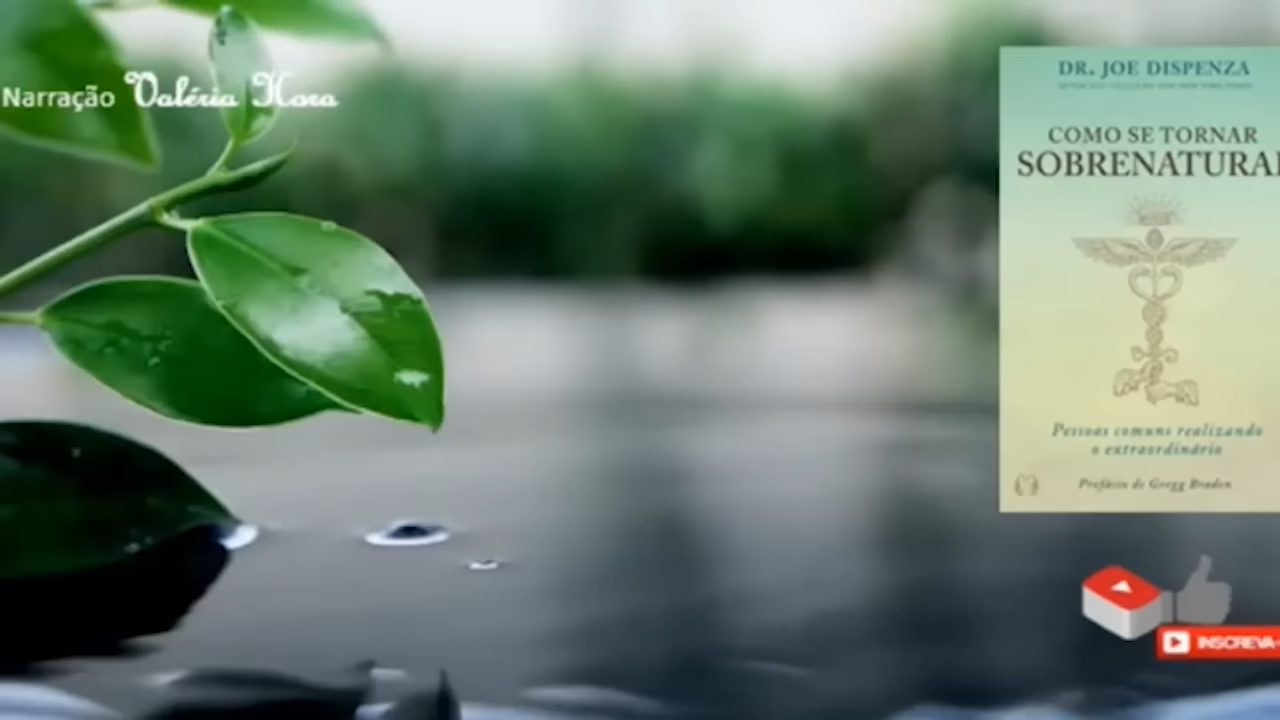 Narração Valéria Hora
DR. JOE DISPENZA
COMO SE TORNAR
SOBRENATURAL
Pessoas comuns realizando
o extraordinário
Prefácio de Gregg Braden
INSCREVA-